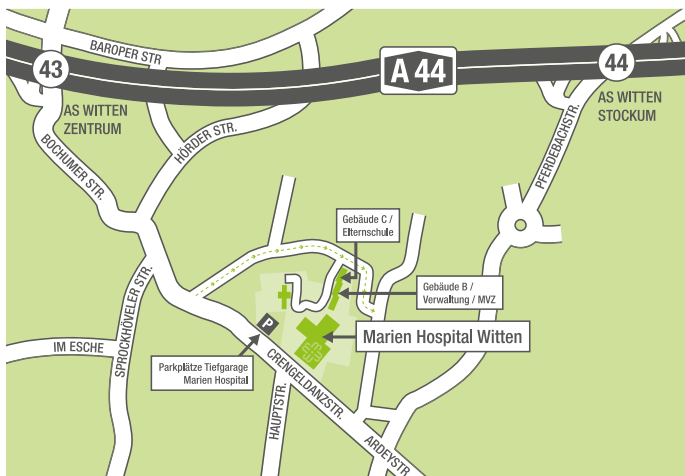 BAROPER STR
43
A 44
44
AS WITTEN
ZENTRUM
AS WITTEN
STOCKUM
BOCHUMER STR.
HÖRDER STR.
PFERDEBACHSTR.
Gebäude C /
Elternschule
Gebäude B /
Verwaltung / MVZ
SPROCKHÖVELER STR.
P
Marien Hospital Witten
IM ESCHE
Parkplätze Tiefgarage
Marien Hospital
CRENGELDANZSTR.
HAUPTSTR.
ARDEYSTR.